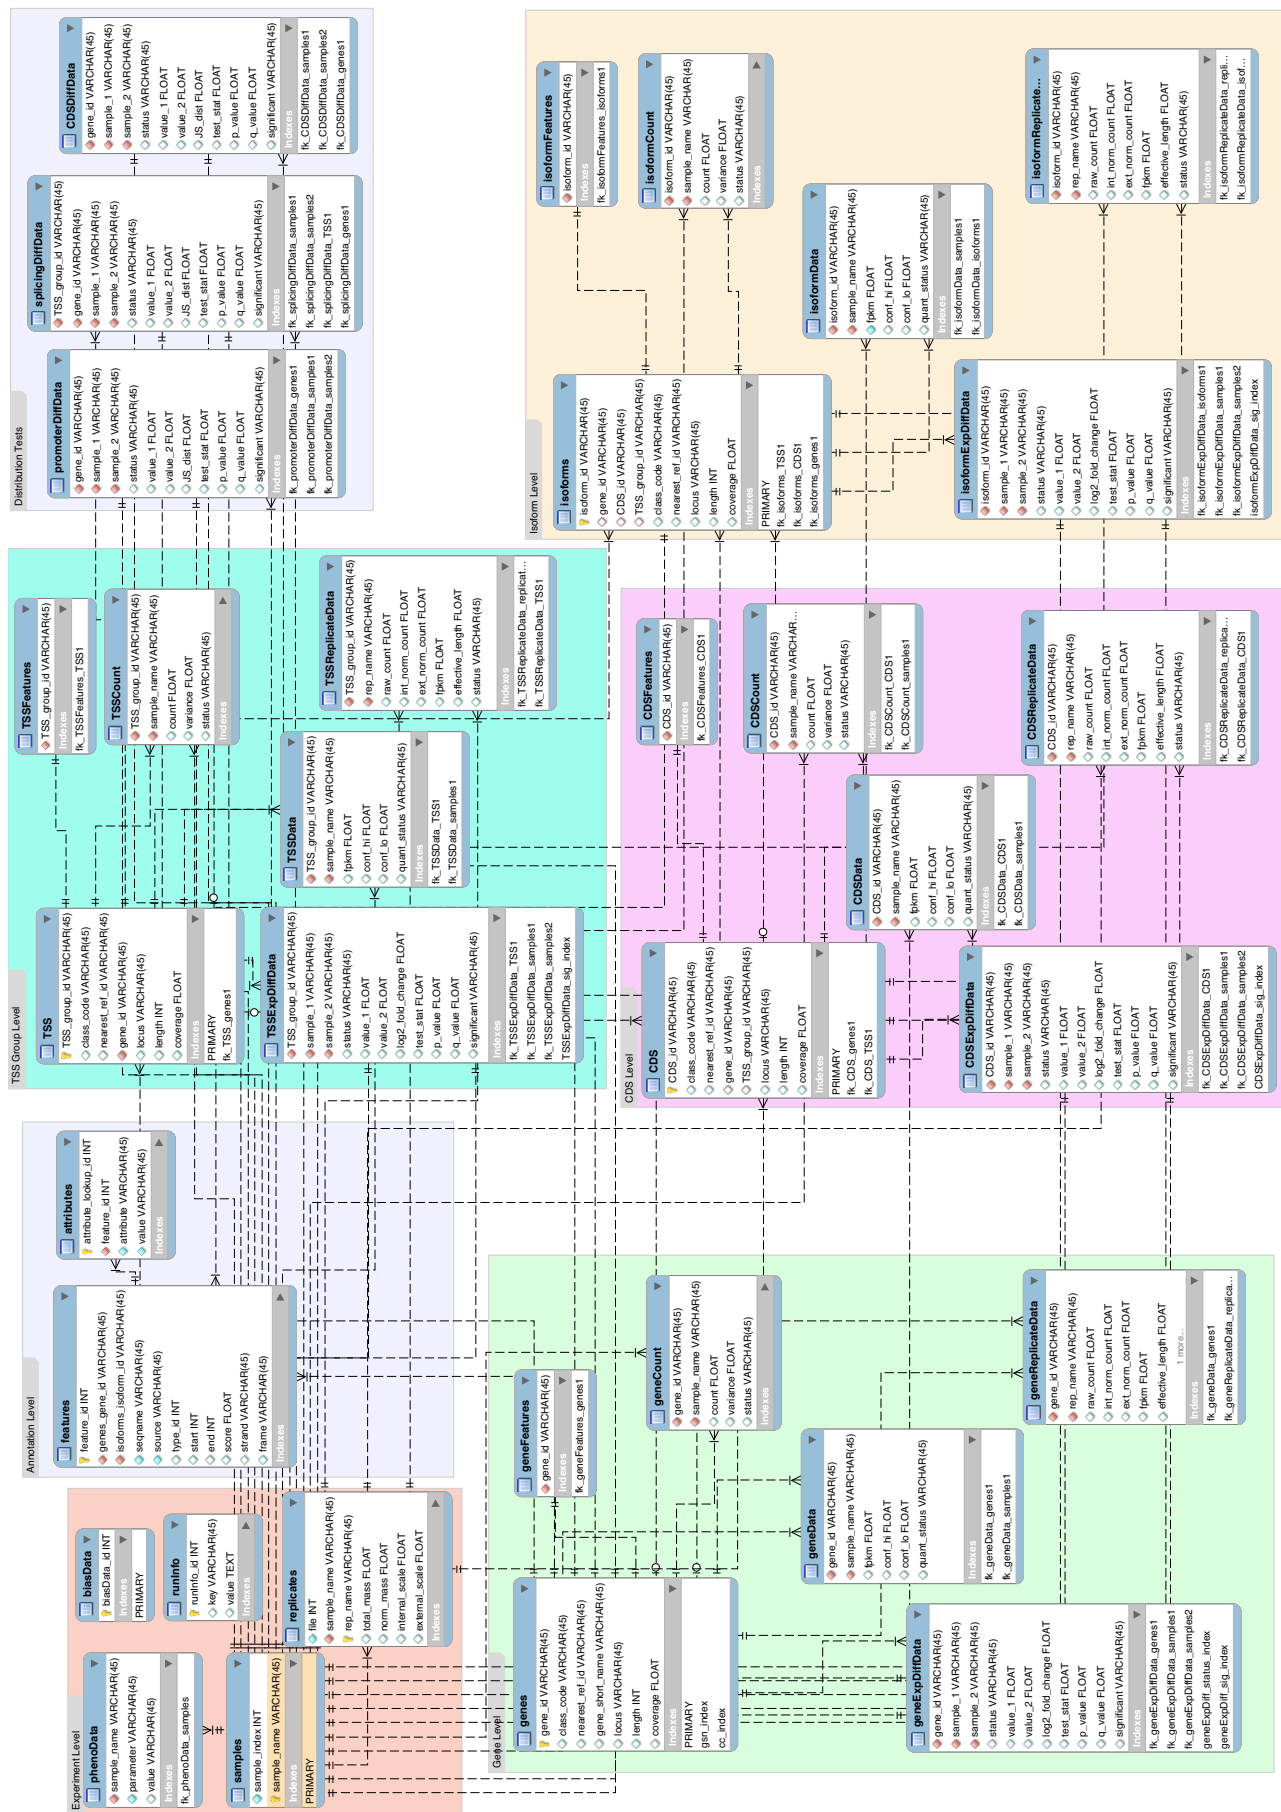 Experiment Level
phenoData
sample_name VARCHAR(45)
parameter VARCHAR(45)
value VARCHAR(45)
Indexes
fk_phenoData_samples
biasData
biasData_id INT
Indexes
PRIMARY
runInfo
runInfo_id INT
key VARCHAR(45)
value TEXT
Indexes
samples
sample_index INT
sample_name VARCHAR(45)
Indexes
PRIMARY
replicates
file INT
sample_name VARCHAR(45)
rep_name VARCHAR(45)
total_mass FLOAT
norm_mass FLOAT
internal_scale FLOAT
external_scale FLOAT
Indexes
Annotation Level
features
feature_id INT
genes_gene_id VARCHAR(45)
isoforms_isoform_id VARCHAR(45)
seqname VARCHAR(45)
source VARCHAR(45)
type_id INT
start INT
end INT
score FLOAT
strand VARCHAR(45)
frame VARCHAR(45)
Indexes
attributes
attribute_lookup_id INT
feature_id INT
attribute VARCHAR(45)
value VARCHAR(45)
Indexes
TSS Group Level
TSS
TSS_group_id VARCHAR(45)
class_code VARCHAR(45)
nearest_ref_id VARCHAR(45)
gene_id VARCHAR(45)
locus VARCHAR(45)
length INT
coverage FLOAT
Indexes
PRIMARY
fk_TSS_genes1
TSSFeatures
TSS_group_id VARCHAR(45)
Indexes
fk_TSSFeatures_TSS1
TSSCount
TSS_group_id VARCHAR(45)
sample_name VARCHAR(45)
count FLOAT
variance FLOAT
status VARCHAR(45)
Indexes
TSSExpDiffData
TSS_group_id VARCHAR(45)
sample_1 VARCHAR(45)
sample_2 VARCHAR(45)
status VARCHAR(45)
value_1 FLOAT
value_2 FLOAT
log2_fold_change FLOAT
test_stat FLOAT
p_value FLOAT
q_value FLOAT
significant VARCHAR(45)
Indexes
fk_TSSExpDiffData_TSS1
fk_TSSExpDiffData_samples1
fk_TSSExpDiffData_samples2
TSSExpDiffData_sig_index
TSSData
TSS_group_id VARCHAR(45)
sample_name VARCHAR(45)
fpkm FLOAT
conf_hi FLOAT
conf_lo FLOAT
quant_status VARCHAR(45)
Indexes
fk_TSSData_TSS1
fk_TSSData_samples1
TSSReplicateData
TSS_group_id VARCHAR(45)
rep_name VARCHAR(45)
raw_count FLOAT
int_norm_count FLOAT
ext_norm_count FLOAT
fpkm FLOAT
effective_length FLOAT
status VARCHAR(45)
Indexes
fk_TSSReplicateData_replicat...
fk_TSSReplicateData_TSS1
Distribution Tests
promoterDiffData
gene_id VARCHAR(45)
sample_1 VARCHAR(45)
sample_2 VARCHAR(45)
status VARCHAR(45)
value_1 FLOAT
value_2 FLOAT
JS_dist FLOAT
test_stat FLOAT
p_value FLOAT
q_value FLOAT
significant VARCHAR(45)
Indexes
fk_promoterDiffData_genes1
fk_promoterDiffData_samples1
fk_promoterDiffData_samples2
splicingDiffData
TSS_group_id VARCHAR(45)
gene_id VARCHAR(45)
sample_1 VARCHAR(45)
sample_2 VARCHAR(45)
status VARCHAR(45)
value_1 FLOAT
value_2 FLOAT
JS_dist FLOAT
test_stat FLOAT
p_value FLOAT
q_value FLOAT
significant VARCHAR(45)
Indexes
fk_splicingDiffData_samples1
fk_splicingDiffData_samples2
fk_splicingDiffData_TSS1
fk_splicingDiffData_genes1
CDSDiffData
gene_id VARCHAR(45)
sample_1 VARCHAR(45)
sample_2 VARCHAR(45)
status VARCHAR(45)
value_1 FLOAT
value_2 FLOAT
JS_dist FLOAT
test_stat FLOAT
p_value FLOAT
q_value FLOAT
significant VARCHAR(45)
Indexes
fk_CDSDiffData_samples1
fk_CDSDiffData_samples2
fk_CDSDiffData_genes1
Gene Level
genes
gene_id VARCHAR(45)
class_code VARCHAR(45)
nearest_ref_id VARCHAR(45)
gene_short_name VARCHAR(45)
locus VARCHAR(45)
length INT
coverage FLOAT
Indexes
PRIMARY
gsn_index
cc_index
geneFeatures
gene_id VARCHAR(45)
Indexes
fk_geneFeatures_genes1
geneCount
gene_id VARCHAR(45)
sample_name VARCHAR(45)
count FLOAT
variance FLOAT
status VARCHAR(45)
Indexes
geneData
gene_id VARCHAR(45)
sample_name VARCHAR(45)
fpkm FLOAT
conf_hi FLOAT
conf_lo FLOAT
quant_status VARCHAR(45)
Indexes
fk_geneData_genes1
fk_geneData_samples1
geneExpDiffData
gene_id VARCHAR(45)
sample_1 VARCHAR(45)
sample_2 VARCHAR(45)
status VARCHAR(45)
value_1 FLOAT
value_2 FLOAT
log2_fold_change FLOAT
test_stat FLOAT
p_value FLOAT
q_value FLOAT
significant VARCHAR(45)
Indexes
fk_geneExpDiffData_genes1
fk_geneExpDiffData_samples1
fk_geneExpDiffData_samples2
geneExpDiff_status_index
geneExpDiff_sig_index
geneReplicateData
gene_id VARCHAR(45)
rep_name VARCHAR(45)
raw_count FLOAT
int_norm_count FLOAT
ext_norm_count FLOAT
fpkm FLOAT
effective_length FLOAT
1 more...
Indexes
fk_geneData_genes1
fk_geneReplicateData_replica...
CDS Level
CDS
CDS_id VARCHAR(45)
class_code VARCHAR(45)
nearest_ref_id VARCHAR(45)
gene_id VARCHAR(45)
TSS_group_id VARCHAR(45)
locus VARCHAR(45)
length INT
coverage FLOAT
Indexes
PRIMARY
fk_CDS_genes1
fk_CDS_TSS1
CDSFeatures
CDS_id VARCHAR(45)
Indexes
fk_CDSFeatures_CDS1
CDSCount
CDS_id VARCHAR(45)
sample_name VARCHAR...
count FLOAT
variance FLOAT
status VARCHAR(45)
Indexes
fk_CDSCount_CDS1
fk_CDSCount_samples1
CDSData
CDS_id VARCHAR(45)
sample_name VARCHAR(45)
fpkm FLOAT
conf_hi FLOAT
conf_lo FLOAT
quant_status VARCHAR(45)
Indexes
fk_CDSData_CDS1
fk_CDSData_samples1
CDSExpDiffData
CDS_id VARCHAR(45)
sample_1 VARCHAR(45)
sample_2 VARCHAR(45)
status VARCHAR(45)
value_1 FLOAT
value_2 FLOAT
log2_fold_change FLOAT
test_stat FLOAT
p_value FLOAT
q_value FLOAT
significant VARCHAR(45)
Indexes
fk_CDSExpDiffData_CDS1
fk_CDSExpDiffData_samples1
fk_CDSExpDiffData_samples2
CDSExpDiffData_sig_index
CDSReplicateData
CDS_id VARCHAR(45)
rep_name VARCHAR(45)
raw_count FLOAT
int_norm_count FLOAT
ext_norm_count FLOAT
fpkm FLOAT
effective_length FLOAT
status VARCHAR(45)
Indexes
fk_CDSReplicateData_replica...
fk_CDSReplicateData_CDS1
Isoform Level
isoforms
isoform_id VARCHAR(45)
gene_id VARCHAR(45)
CDS_id VARCHAR(45)
TSS_group_id VARCHAR(45)
class_code VARCHAR(45)
nearest_ref_id VARCHAR(45)
locus VARCHAR(45)
length INT
coverage FLOAT
Indexes
PRIMARY
fk_isoforms_TSS1
fk_isoforms_CDS1
fk_isoforms_genes1
isoformFeatures
isoform_id VARCHAR(45)
Indexes
fk_isoformFeatures_isoforms1
isoformCount
isoform_id VARCHAR(45)
sample_name VARCHAR(45)
count FLOAT
variance FLOAT
status VARCHAR(45)
Indexes
isoformData
isoform_id VARCHAR(45)
sample_name VARCHAR(45)
fpkm FLOAT
conf_hi FLOAT
conf_lo FLOAT
quant_status VARCHAR(45)
Indexes
fk_isoformData_samples1
fk_isoformData_isoforms1
isoformExpDiffData
isoform_id VARCHAR(45)
sample_1 VARCHAR(45)
sample_2 VARCHAR(45)
status VARCHAR(45)
value_1 FLOAT
value_2 FLOAT
log2_fold_change FLOAT
test_stat FLOAT
p_value FLOAT
q_value FLOAT
significant VARCHAR(45)
Indexes
fk_isoformExpDiffData_isoforms1
fk_isoformExpDiffData_samples1
fk_isoformExpDiffData_samples2
isoformExpDiffData_sig_index
isoformReplicate...
isoform_id VARCHAR(45)
rep_name VARCHAR(45)
raw_count FLOAT
int_norm_count FLOAT
ext_norm_count FLOAT
fpkm FLOAT
effective_length FLOAT
status VARCHAR(45)
Indexes
fk_isoformReplicateData_repli...
fk_isoformReplicateData_isof...